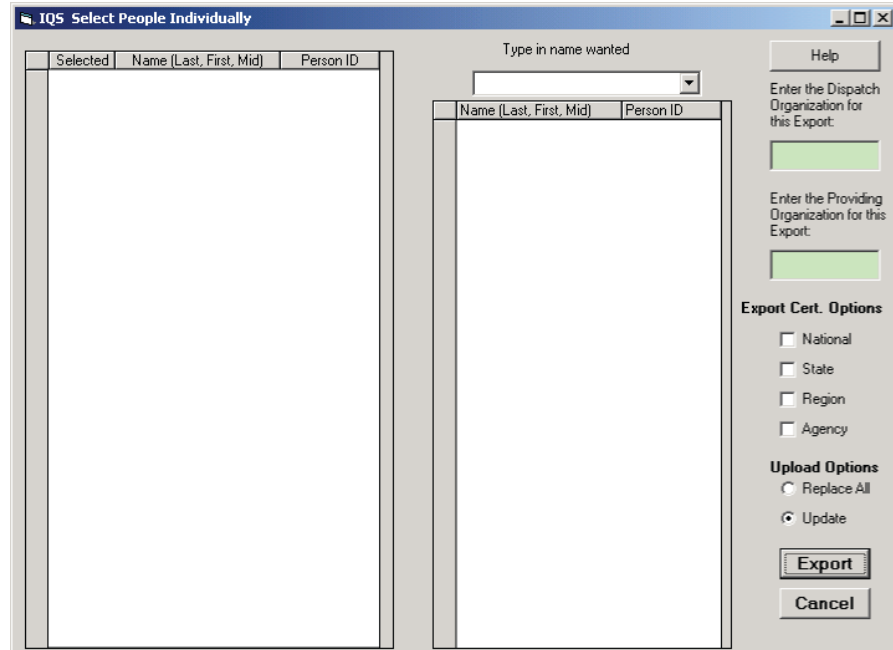 IQS Select People Individually
Selected Name (Last, First, Mid) Person ID
Type in name wanted
Name (Last, First, Mid) Person ID
Help
Enter the Dispatch
Organization for
this Export:
Enter the Providing
Organization for this
Export:
Export Cert. Options
National
State
Region
Agency
Upload Options
Replace All
Update
Export
Cancel